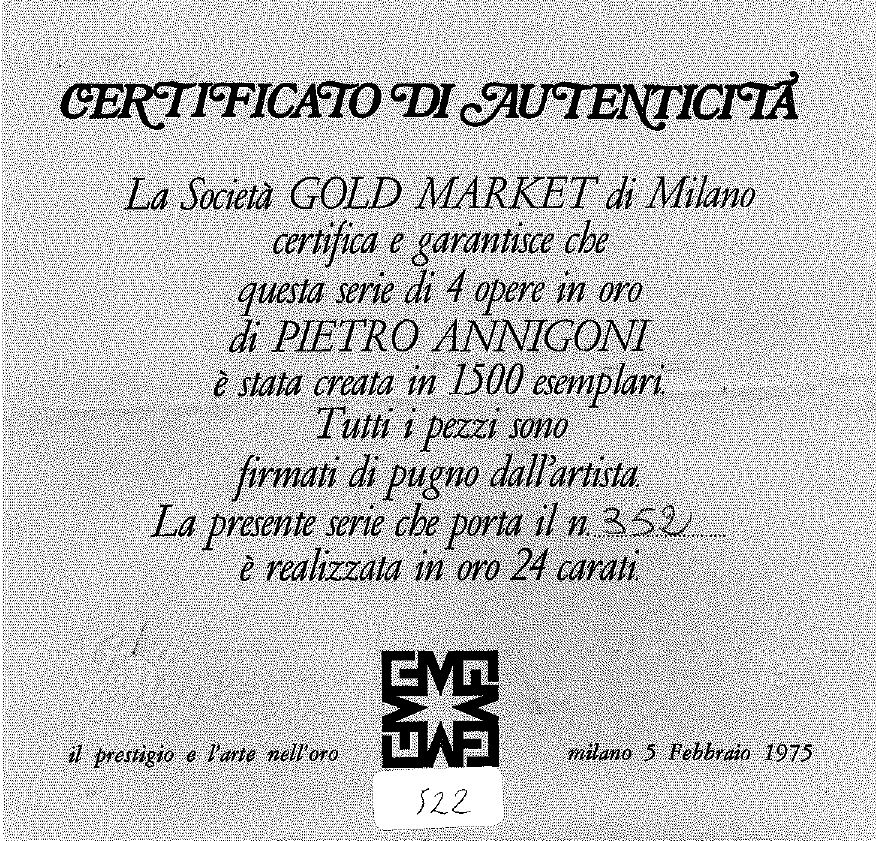 CERTIFICATO DI AUTENTICITÀ
La Società GOLD MARKET di Milano
certifica e garantisce che
questa serie di 4 opere in oro
di PIETRO ANNIGONI
è stata creata in 1500 esemplari.
Tutti i pezzi sono
firmati di pugno dall'artista.
La presente serie che porta il n. 352
è realizzata in oro 24 carati.
il prestigio e l'arte nell'oro
milano 5 Febbraio 1975
522